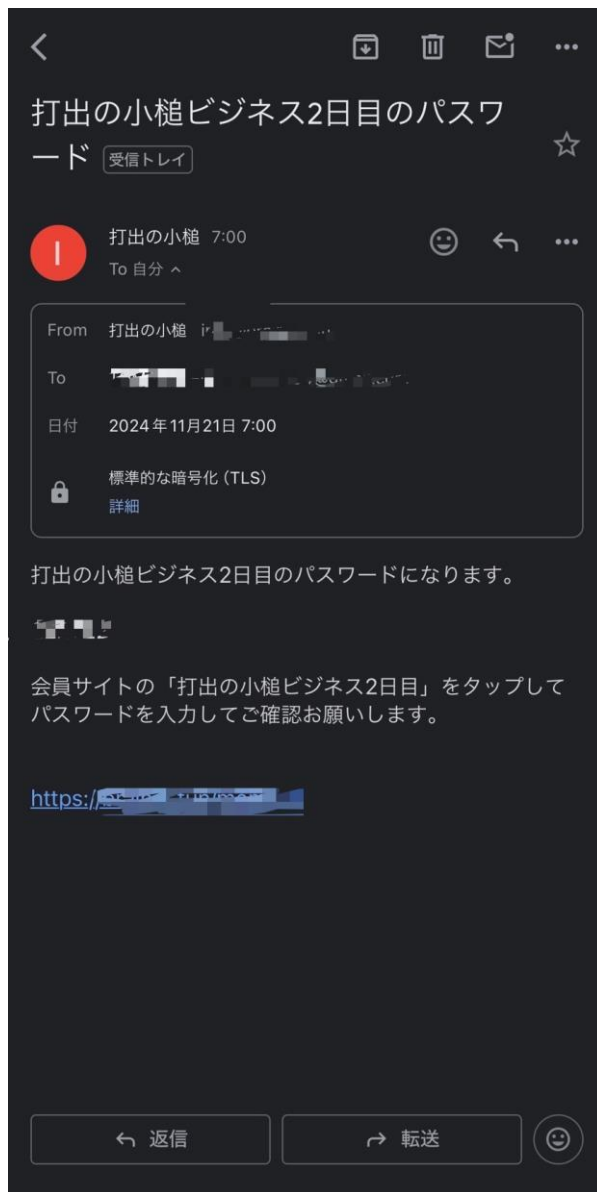 打出の小槌ビジネス2日目のパスワ
ード 受信トレイ
打出の小槌 7:00
I
To 自分
From 打出の小槌
To
日付 2024年11月21日 7:00
標準的な暗号化（TLS）
詳細
打出の小槌ビジネス2日目のパスワードになります。
会員サイトの「打出の小槌ビジネス2日目」をタップして
パスワードを入力してご確認お願いします。
https:/
返信 転送